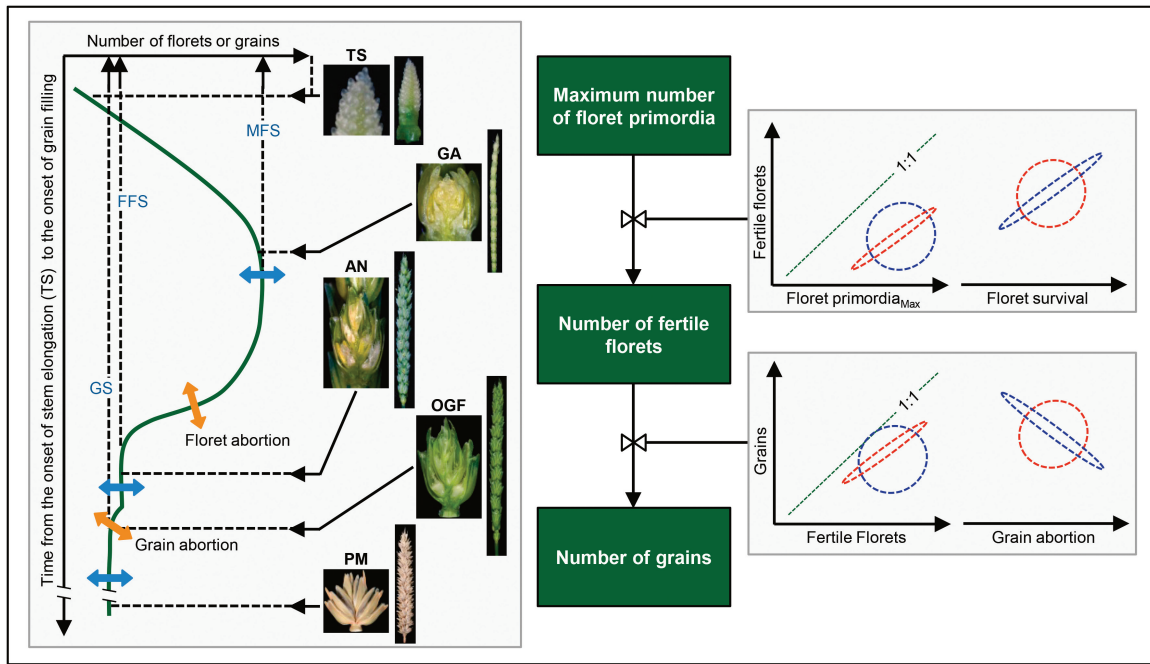 Number of florets or grains
Time from the onset of stem elongation (TS) to the onset of grain filling
TS
MFS
GA
FFS
AN
GS
OGF
Floret abortion
Grain abortion
PM
Maximum number
of floret primordia
Number of fertile
florets
Number of grains
Fertile florets
1:1
Floret primordiaMax
Floret survival
Grains
1:1
Fertile Florets
Grain abortion